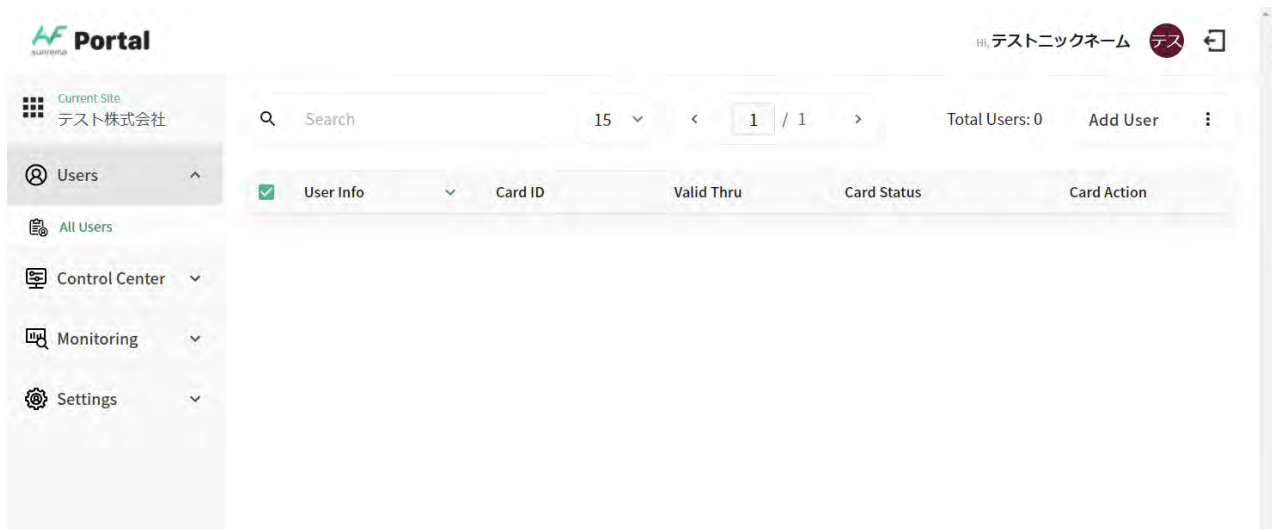 suprema
AF Portal
Hi, テストニックネーム
テス
Current Site
テスト株式会社
Search
15
1 / 1
Total Users: 0
Add User
Users
User Info
Card ID
Valid Thru
Card Status
Card Action
All Users
Control Center
Monitoring
Settings